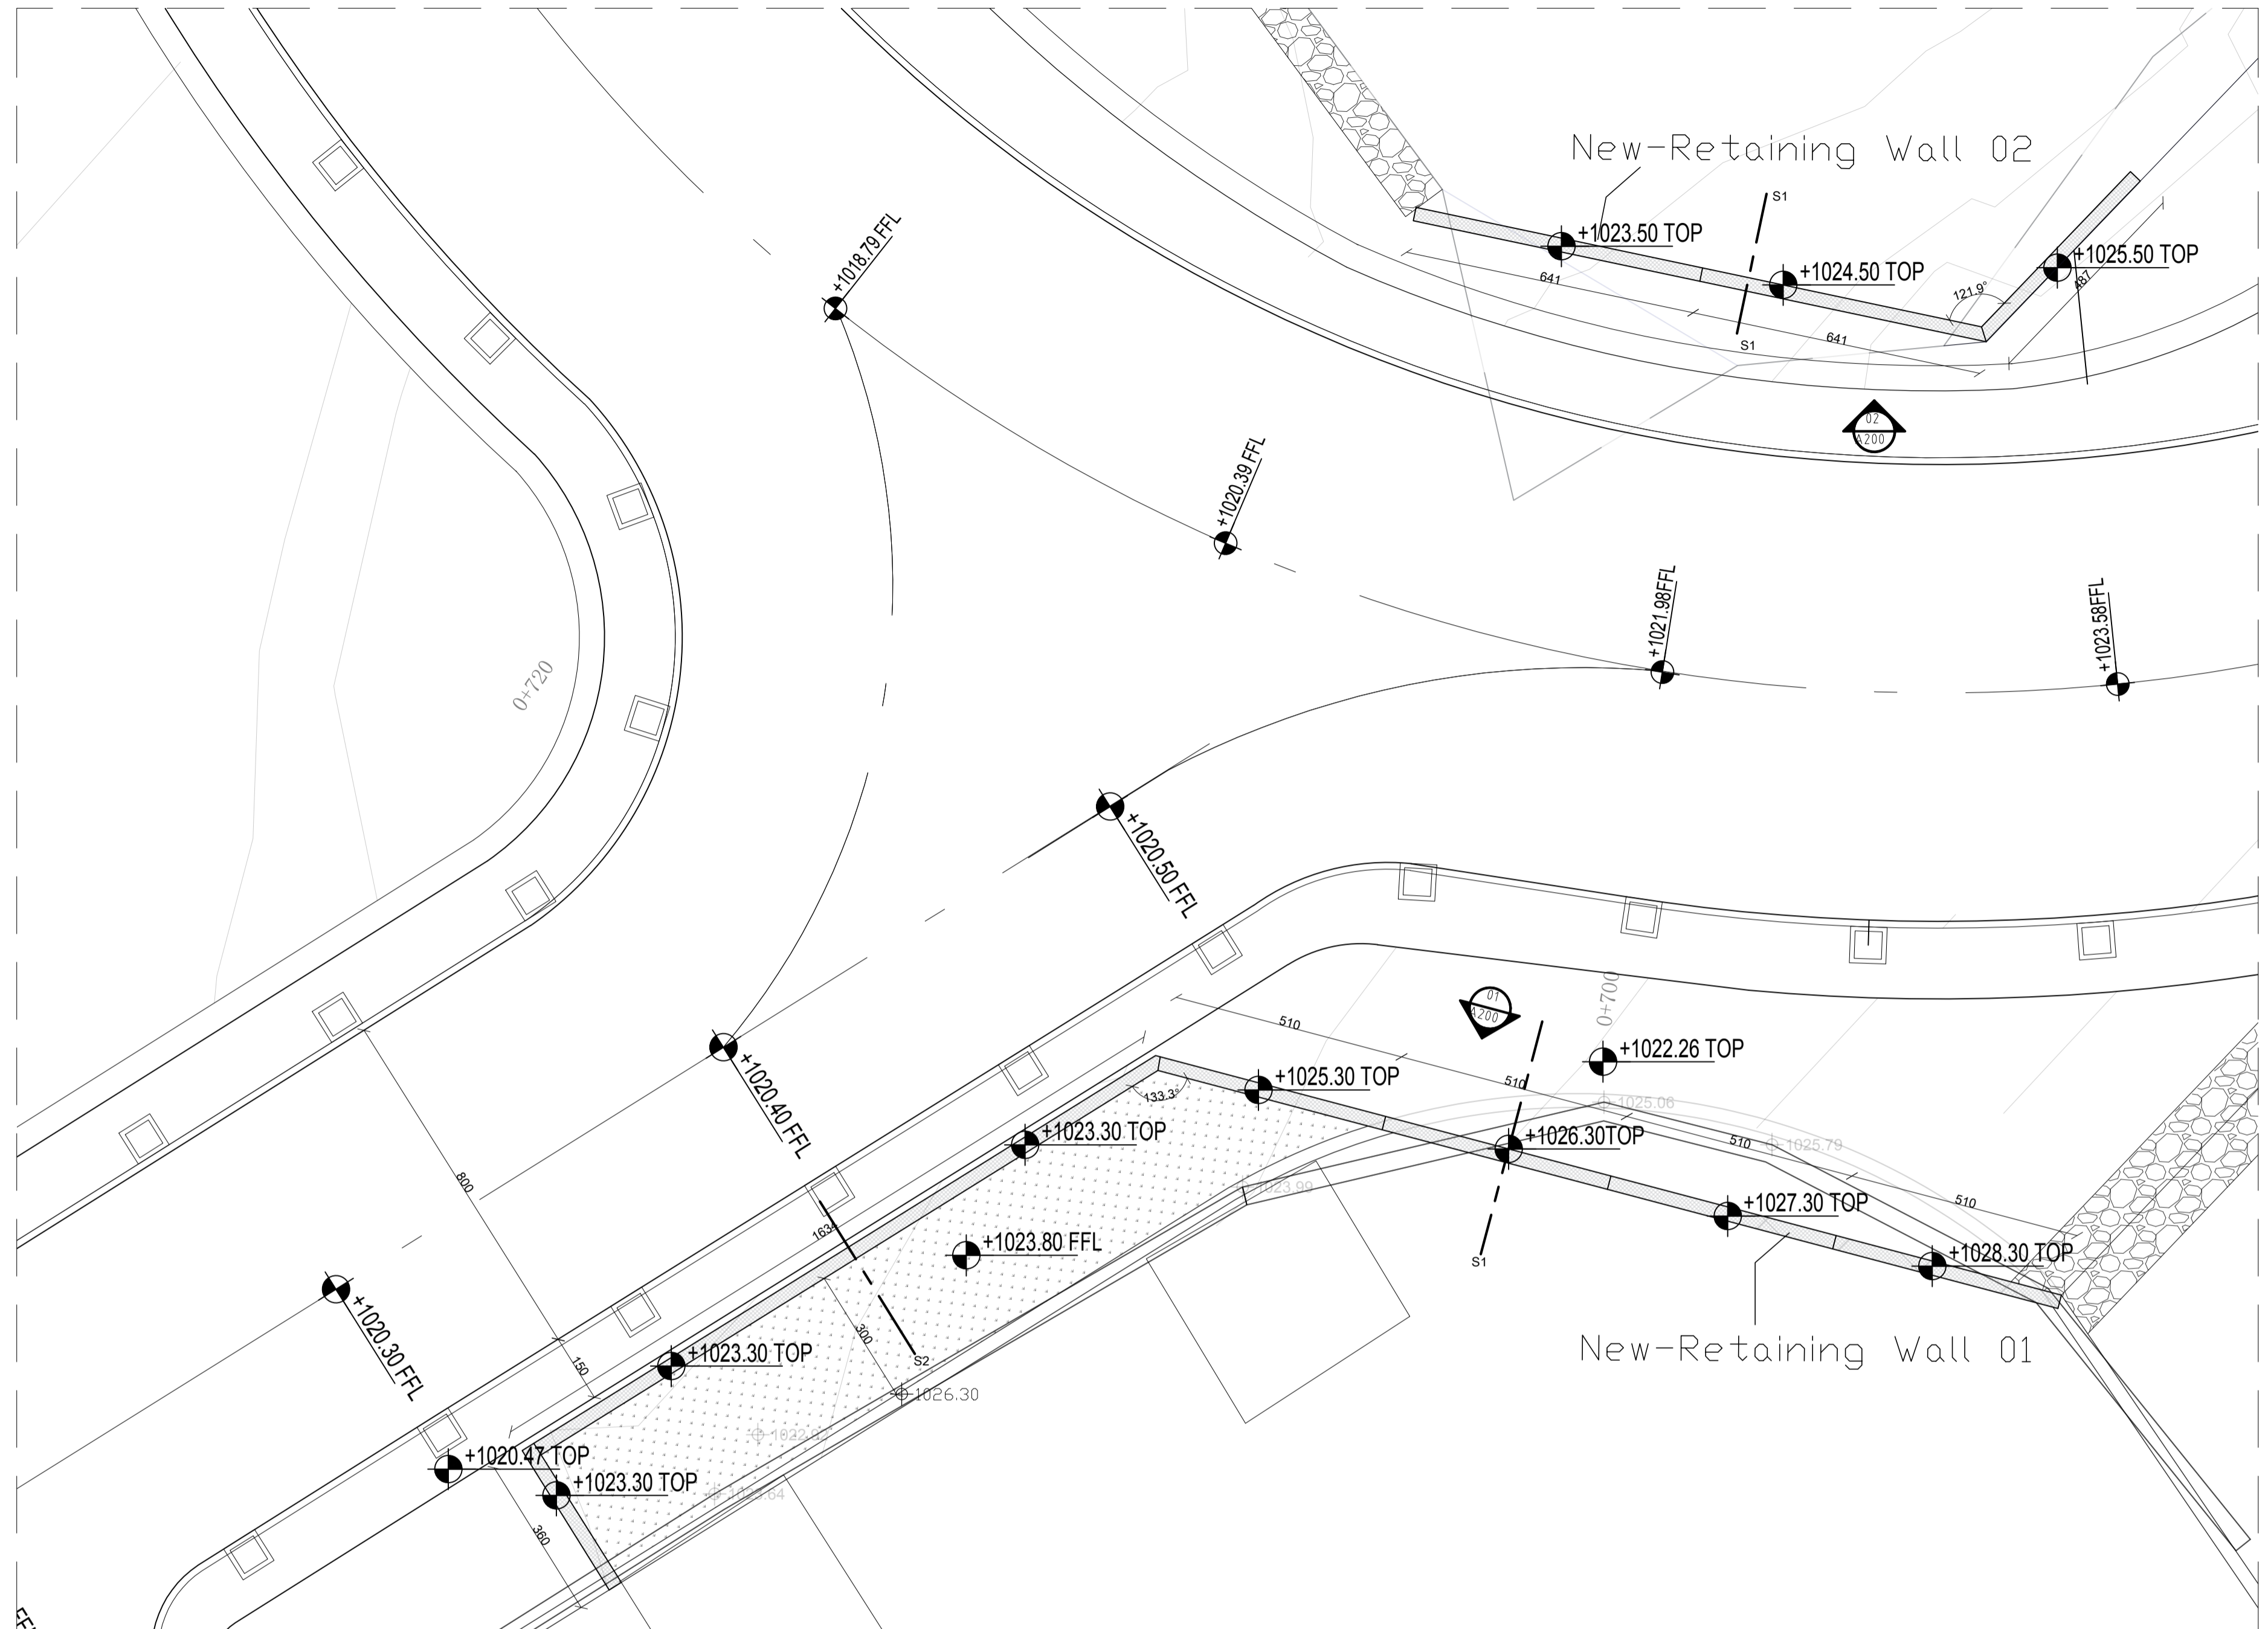 New-Retaining Wall 02
S1
+1018.79 FFL
+1023.50 TOP
+1025.50 TOP
+1024.50 TOP
641
487
121.9°
S1
641
02
A200
+1020.39 FFL
+1021.98FFL
+1023.58FFL
0+720
+1020.50 FFL
01
A200
0+700
510
+1020.40 FFL
+1022.26 TOP
510
+1025.30 TOP
133.3°
1025.06
+1023.30 TOP
+1026.30TOP
510
1025.79
800
1023.99
510
+1027.30 TOP
1634
+1023.80 FFL
S1
+1028.30 TOP
+1020.30 FFL
300
New-Retaining Wall 01
+1023.30 TOP
150
S2
1026.30
+1020.47 TOP
+1023.30 TOP
360